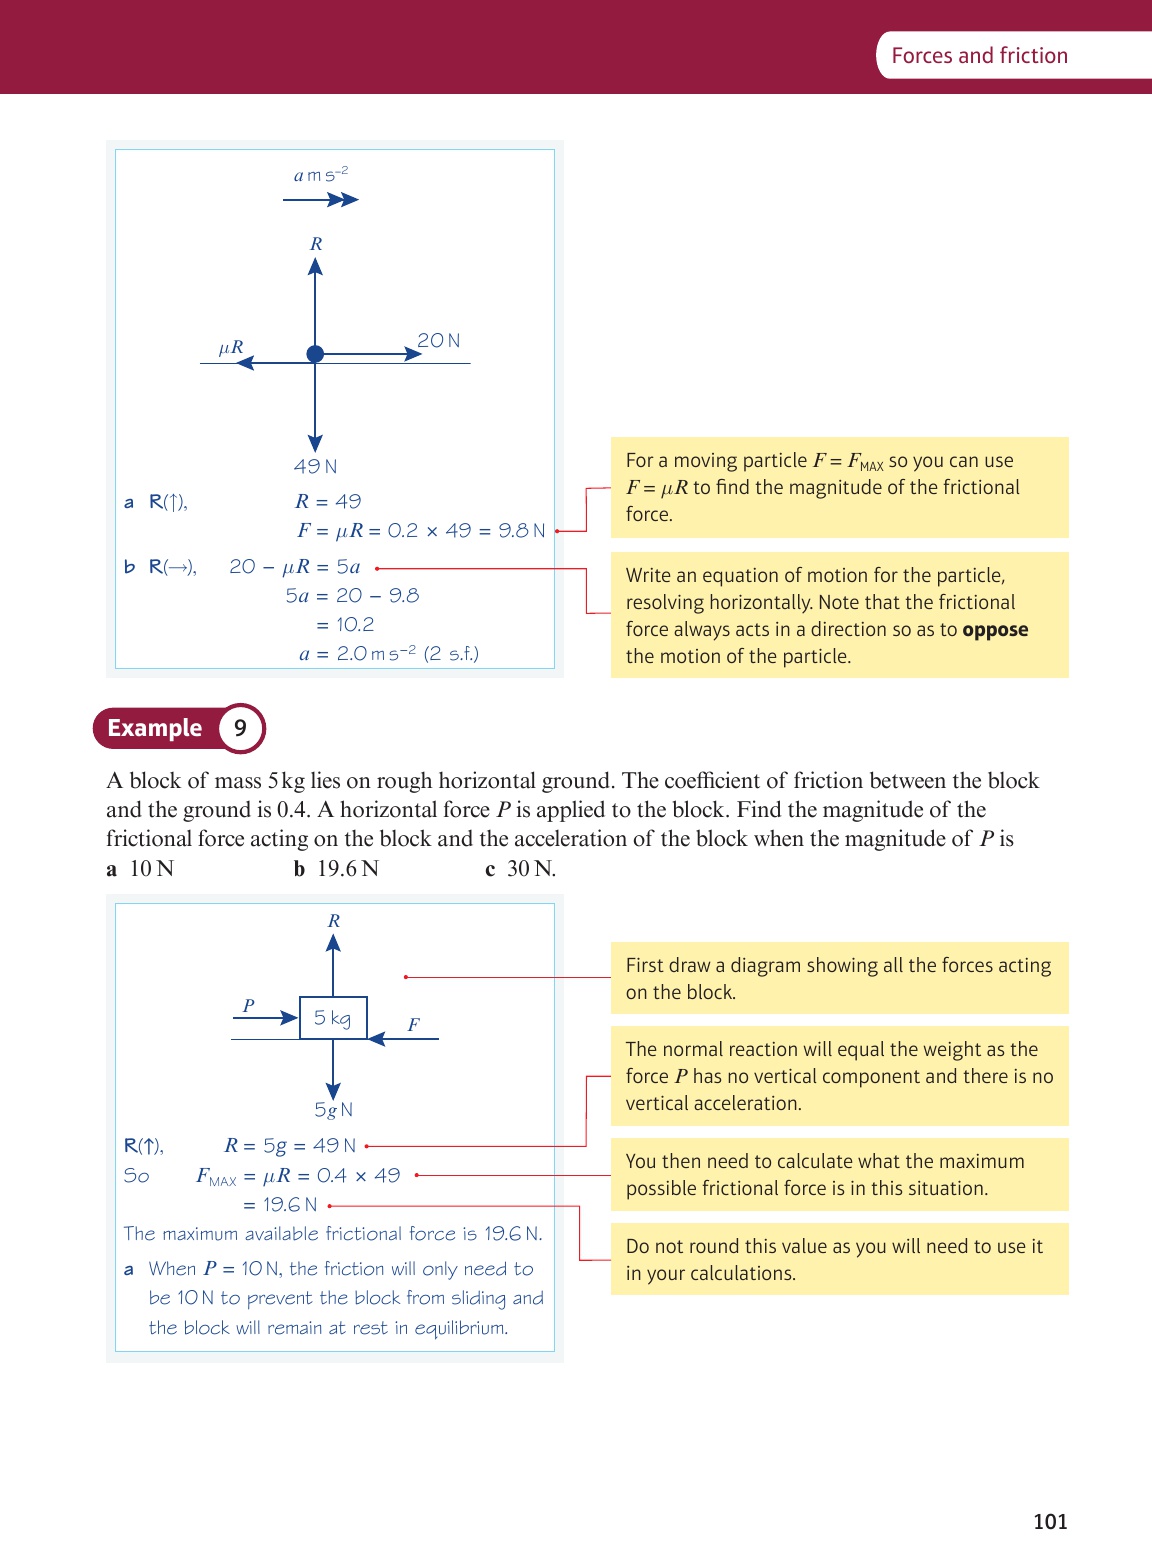 Forces and friction
a m s⁻²
R
μR
20 N
49 N
a R(↑), R = 49
F = μR = 0.2 × 49 = 9.8 N
b R(→), 20 − μR = 5a
5a = 20 − 9.8
= 10.2
a = 2.0 m s⁻² (2 s.f.)
For a moving particle F = F_MAX so you can use
F = μR to find the magnitude of the frictional
force.
Write an equation of motion for the particle,
resolving horizontally. Note that the frictional
force always acts in a direction so as to oppose
the motion of the particle.
Example 9
A block of mass 5 kg lies on rough horizontal ground. The coefficient of friction between the block
and the ground is 0.4. A horizontal force P is applied to the block. Find the magnitude of the
frictional force acting on the block and the acceleration of the block when the magnitude of P is
a 10 N b 19.6 N c 30 N.
R
P
5 kg
F
5g N
R(↑), R = 5g = 49 N
So F_MAX = μR = 0.4 × 49
= 19.6 N
The maximum available frictional force is 19.6 N.
a When P = 10 N, the friction will only need to
be 10 N to prevent the block from sliding and
the block will remain at rest in equilibrium.
First draw a diagram showing all the forces acting
on the block.
The normal reaction will equal the weight as the
force P has no vertical component and there is no
vertical acceleration.
You then need to calculate what the maximum
possible frictional force is in this situation.
Do not round this value as you will need to use it
in your calculations.
101